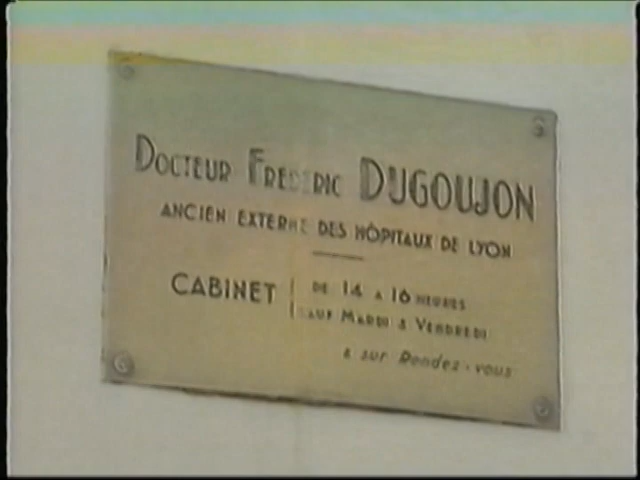 DOCTEUR FRÉDÉRIC DUGOUJON
ANCIEN EXTERNE DES HÔPITAUX DE LYON
CABINET
DE 14 A 16 HEURES
SAUF MARDI & VENDREDI
& SUR RENDEZ-VOUS